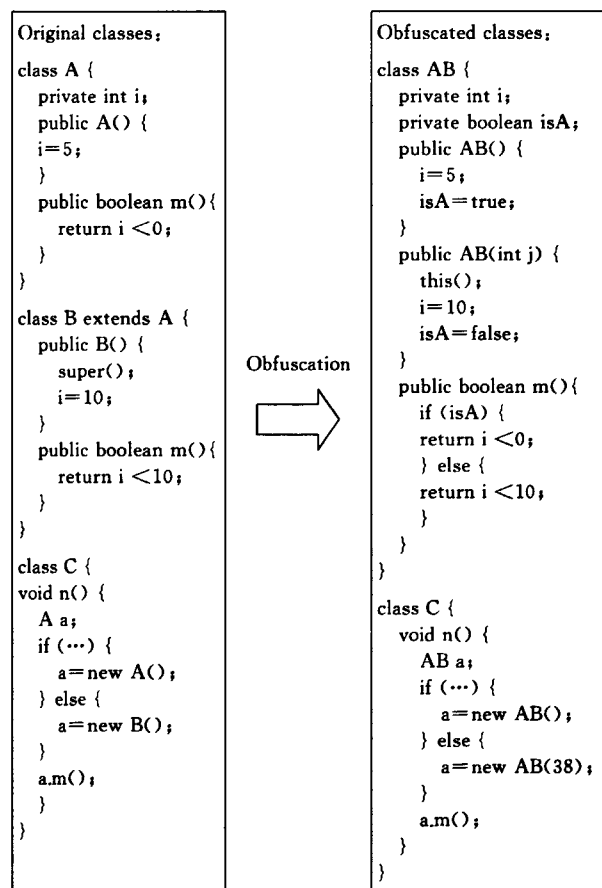 Original classes:
class A {
private int i;
public A() {
i=5;
}
public boolean m(){
return i <0;
}
}
class B extends A {
public B() {
super();
i=10;
}
public boolean m(){
return i <10;
}
}
class C {
void n() {
A a;
if (…) {
a=new A();
} else {
a=new B();
}
a.m();
}
}
Obfuscation
Obfuscated classes:
class AB {
private int i;
private boolean isA;
public AB() {
i=5;
isA=true;
}
public AB(int j) {
this();
i=10;
isA=false;
}
public boolean m(){
if (isA) {
return i <0;
} else {
return i <10;
}
}
}
class C {
void n() {
AB a;
if (…) {
a=new AB();
} else {
a=new AB(38);
}
a.m();
}
}